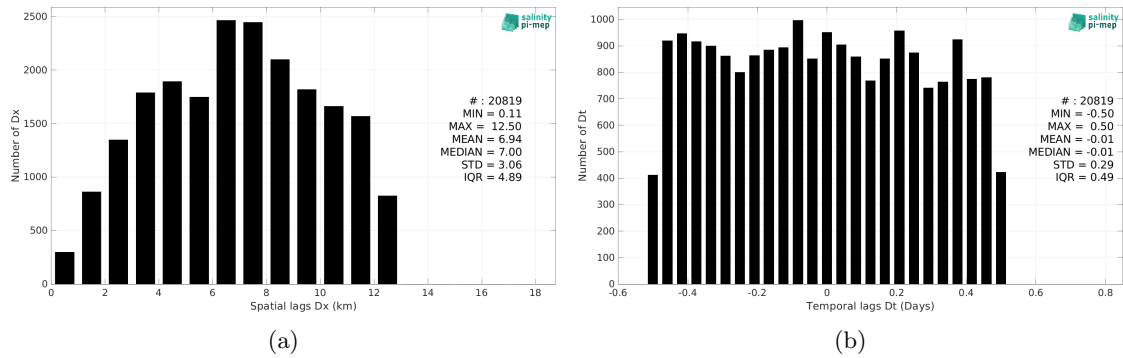 2500
2000
1500
1000
500
0
Number of Dx
0 2 4 6 8 10 12 14 16 18
Spatial lags Dx (km)
salinity
pi-mep
# : 20819
MIN = 0.11
MAX = 12.50
MEAN = 6.94
MEDIAN = 7.00
STD = 3.06
IQR = 4.89
(a)
1000
900
800
700
600
500
400
300
200
100
0
Number of Dt
-0.6 -0.4 -0.2 0 0.2 0.4 0.6 0.8
Temporal lags Dt (Days)
salinity
pi-mep
# : 20819
MIN = -0.50
MAX = 0.50
MEAN = -0.01
MEDIAN = -0.01
STD = 0.29
IQR = 0.49
(b)